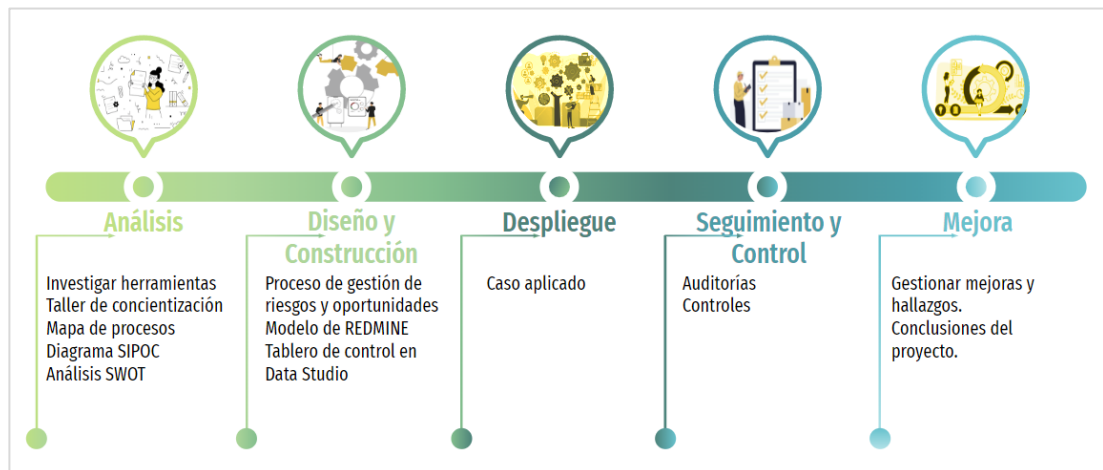 Análisis
Investigar herramientas
Taller de concientización
Mapa de procesos
Diagrama SIPOC
Análisis SWOT
Diseño y
Construcción
Proceso de gestión de
riesgos y oportunidades
Modelo de REDMINE
Tablero de control en
Data Studio
Despliegue
Caso aplicado
Seguimiento y
Control
Auditorías
Controles
Mejora
Gestionar mejoras y
hallazgos.
Conclusiones del
proyecto.